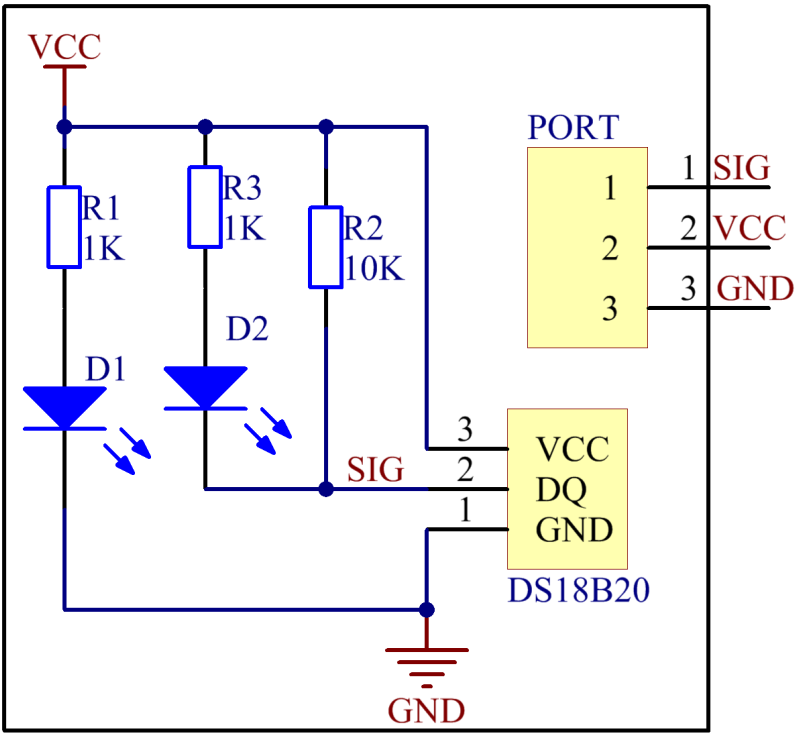 VCC
R1
1K
R3
1K
R2
10K
D1
D2
SIG
PORT
1 1 SIG
2 2 VCC
3 3 GND
3 VCC
2 DQ
1 GND
DS18B20
GND